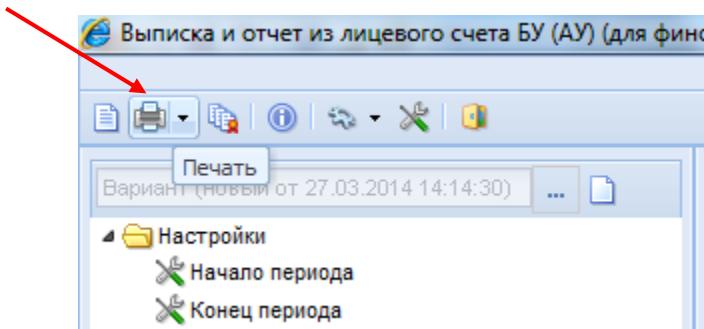 Выписка и отчет из лицевого счета БУ (АУ) (для
Печать
Вариант (новый от 27.03.2014 14:14:30) ...
Настройки
Начало периода
Конец периода